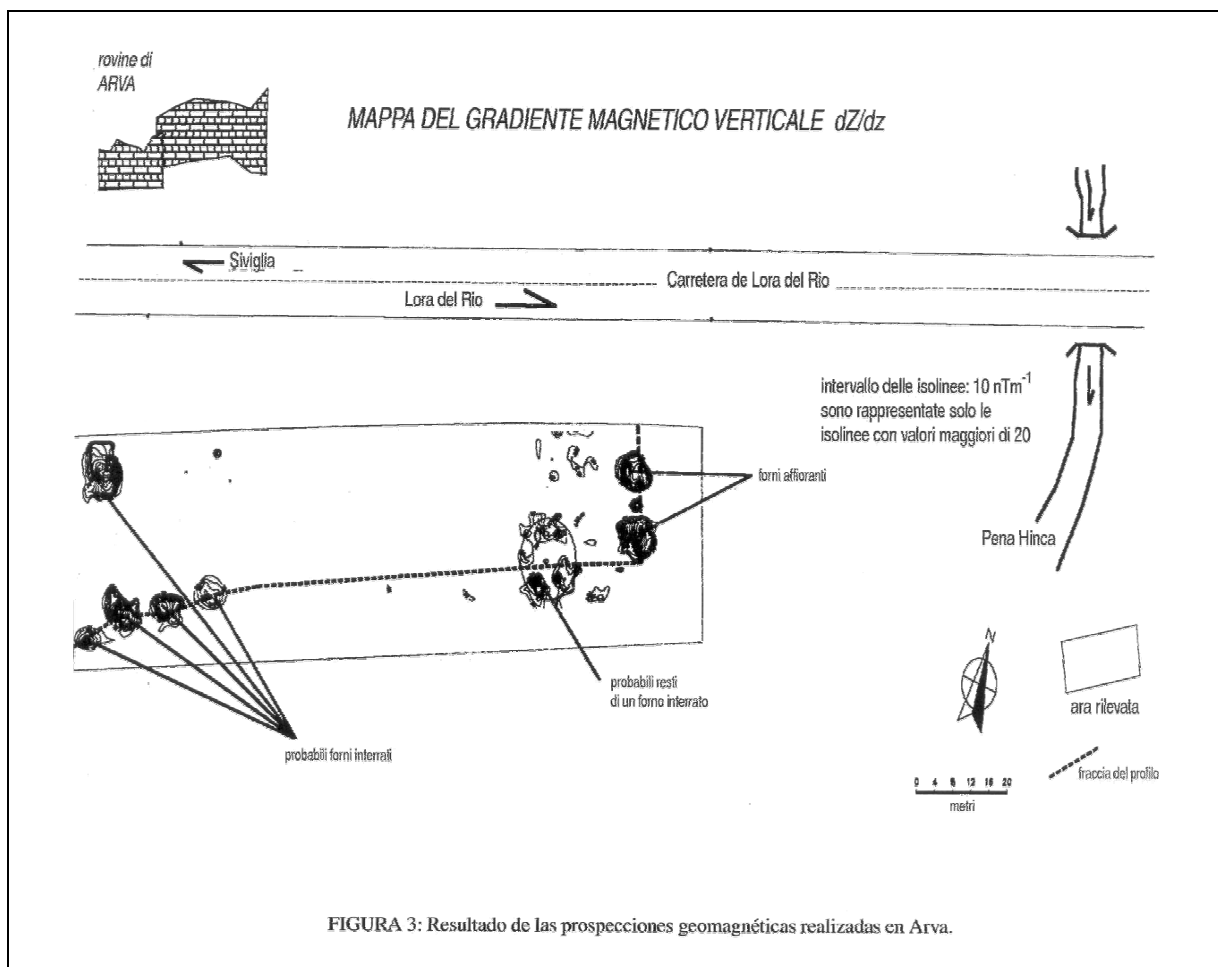 rovine di
ARVA
MAPPA DEL GRADIENTE MAGNETICO VERTICALE dZ/dz
Siviglia
Carretera de Lora del Rio
Lora del Rio
intervallo delle isolinee: 10 nTm⁻¹
sono rappresentate solo le
isolinee con valori maggiori di 20
forni affioranti
Pena Hinca
probabili resti
di un forno interrato
probabili forni interrati
N
ara rilevata
fraccia del profilo
0 4 8 12 16 20
metri
FIGURA 3: Resultado de las prospecciones geomagnéticas realizadas en Arva.